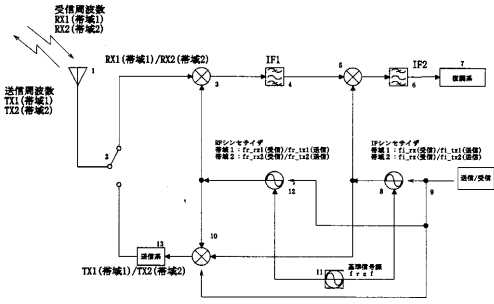 受信周波数
RX1(帯域1)
RX2(帯域2)
RX1(帯域1)/RX2(帯域2)
IF1
IF2
1
2
3
4
5
6
7
復調系
送信周波数
TX1(帯域1)
TX2(帯域2)
RFシンセサイザ
帯域1:fr_rx1(受信)/fr_tx1(送信)
帯域2:fr_rx2(受信)/fr_tx2(送信)
IFシンセサイザ
帯域1:fi_rx(受信)/fi_tx1(送信)
帯域2:fi_rx(受信)/fi_tx2(送信)
送信/受信
12
8
9
10
13
送信系
TX1(帯域1)/TX2(帯域2)
11
基準信号源
fref